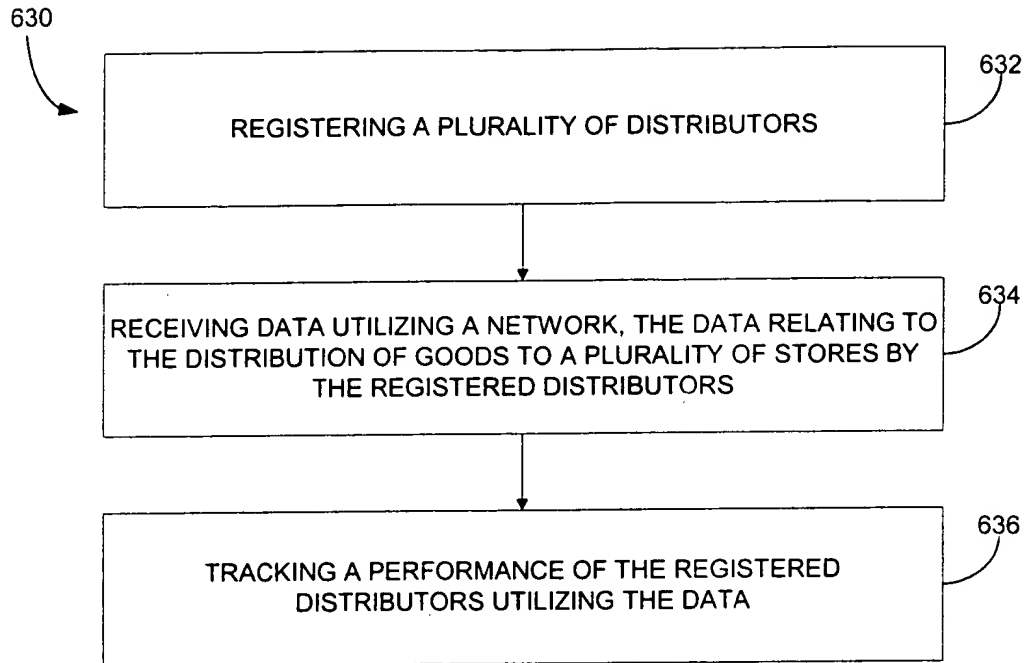 630
632
REGISTERING A PLURALITY OF DISTRIBUTORS
634
RECEIVING DATA UTILIZING A NETWORK, THE DATA RELATING TO
THE DISTRIBUTION OF GOODS TO A PLURALITY OF STORES BY
THE REGISTERED DISTRIBUTORS
636
TRACKING A PERFORMANCE OF THE REGISTERED
DISTRIBUTORS UTILIZING THE DATA